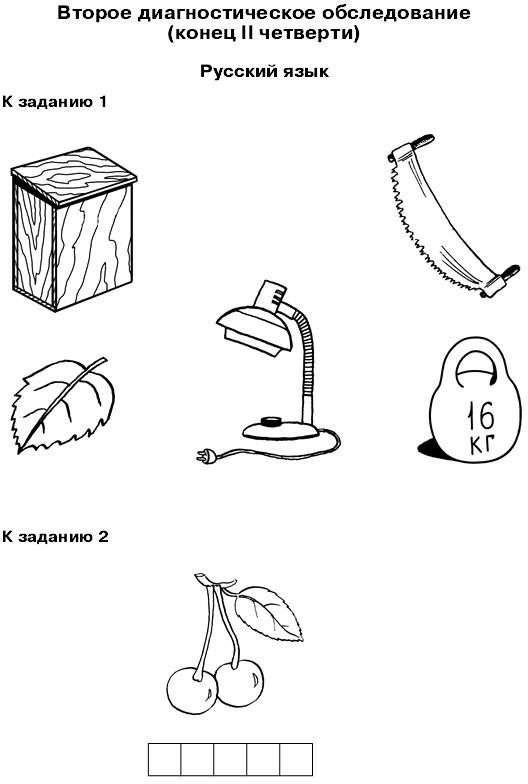 Второе диагностическое обследование
(конец II четверти)
Русский язык
К заданию 1
16
КГ
К заданию 2